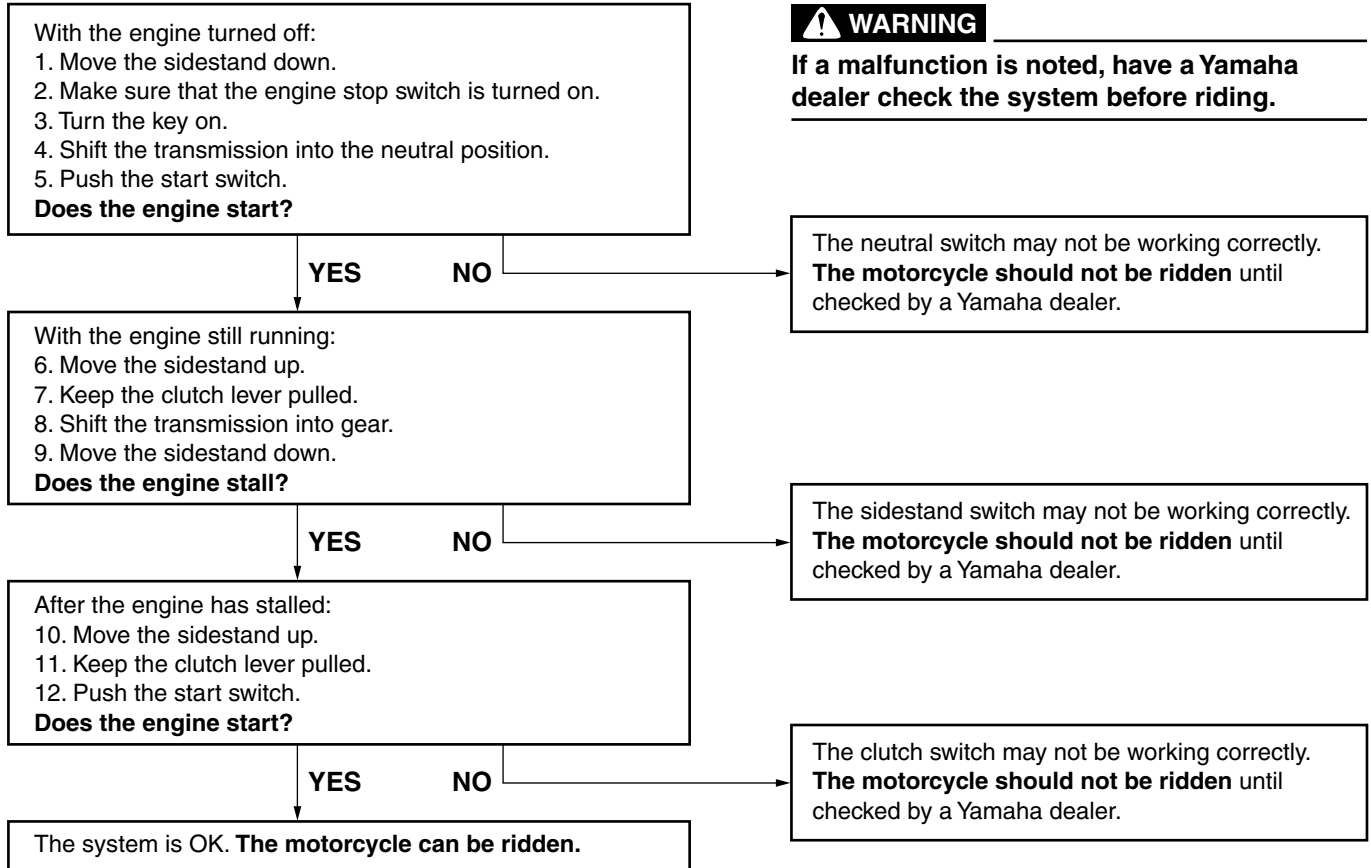 With the engine turned off:
1. Move the sidestand down.
2. Make sure that the engine stop switch is turned on.
3. Turn the key on.
4. Shift the transmission into the neutral position.
5. Push the start switch.
Does the engine start?
WARNING
If a malfunction is noted, have a Yamaha
dealer check the system before riding.
YES NO
The neutral switch may not be working correctly.
The motorcycle should not be ridden until
checked by a Yamaha dealer.
With the engine still running:
6. Move the sidestand up.
7. Keep the clutch lever pulled.
8. Shift the transmission into gear.
9. Move the sidestand down.
Does the engine stall?
YES NO
The sidestand switch may not be working correctly.
The motorcycle should not be ridden until
checked by a Yamaha dealer.
After the engine has stalled:
10. Move the sidestand up.
11. Keep the clutch lever pulled.
12. Push the start switch.
Does the engine start?
YES NO
The clutch switch may not be working correctly.
The motorcycle should not be ridden until
checked by a Yamaha dealer.
The system is OK. The motorcycle can be ridden.